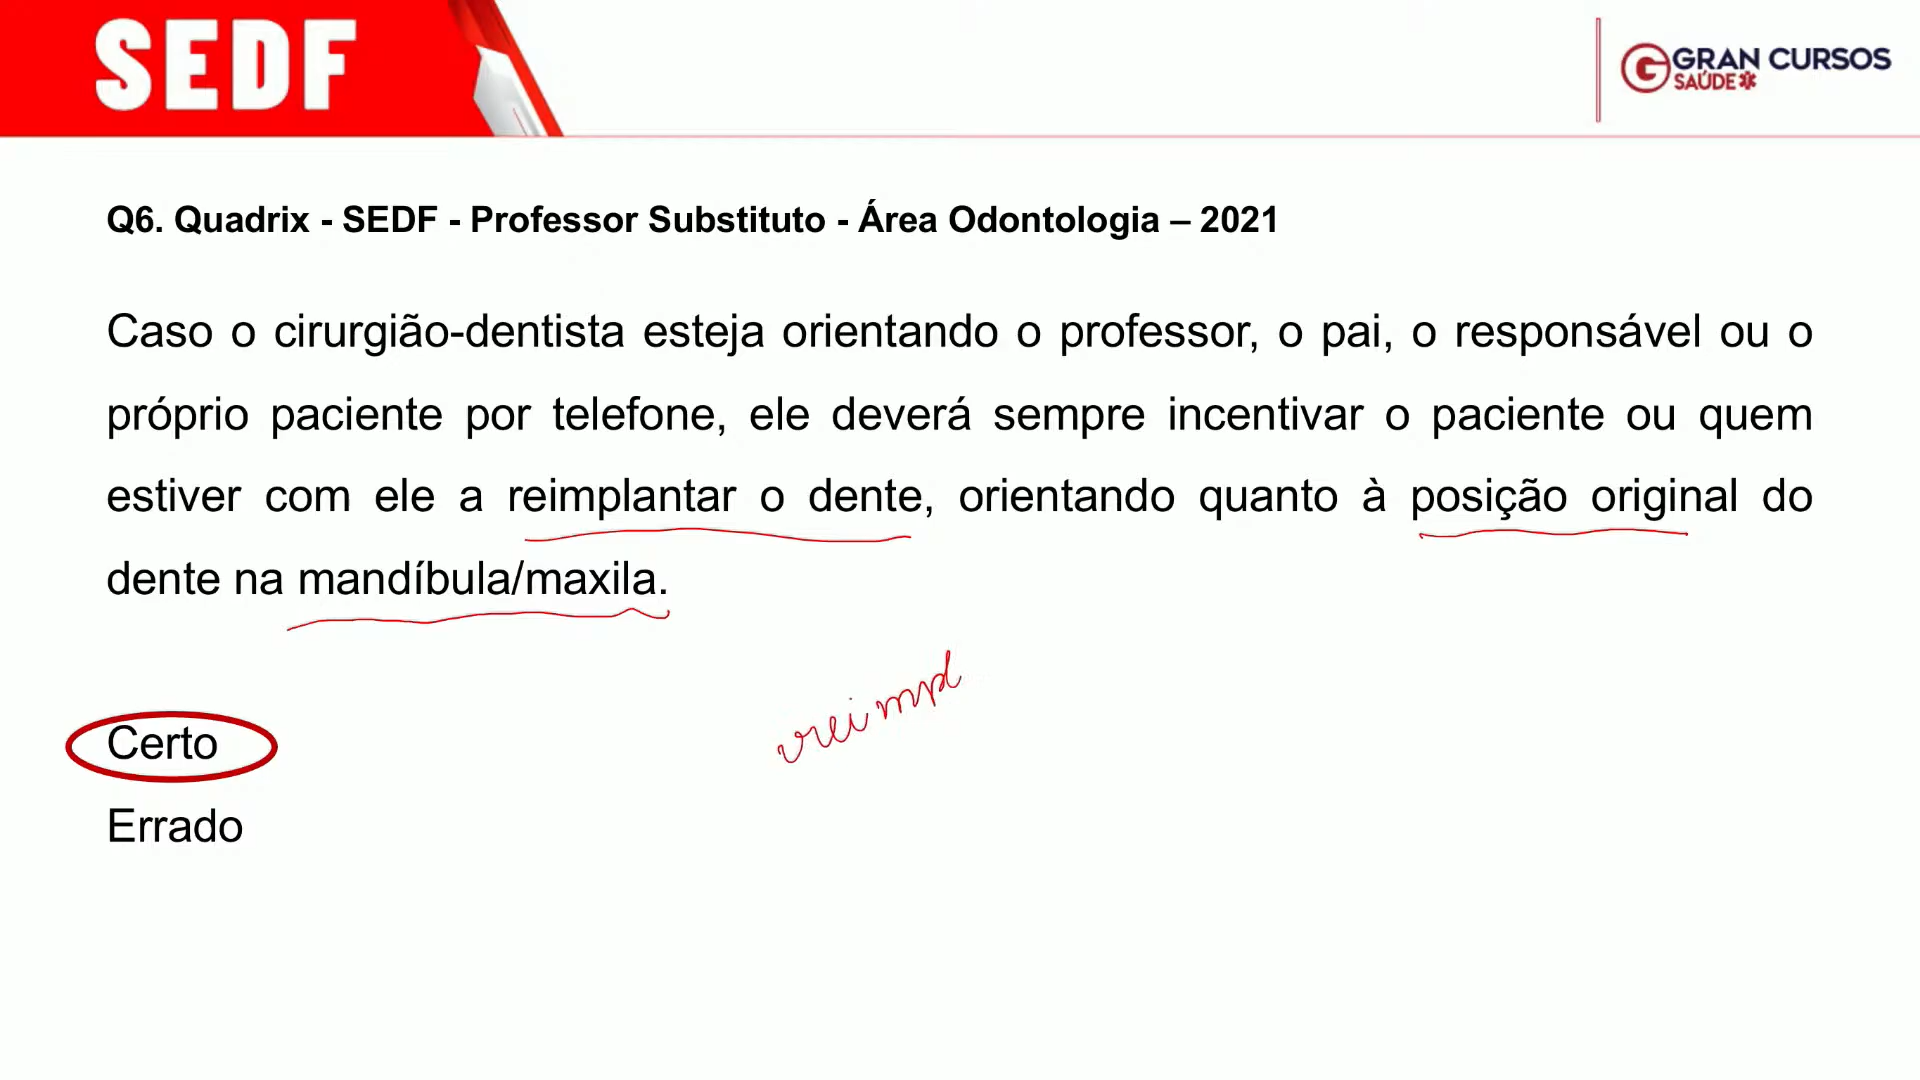 SEDF
GRAN CURSOS
SAÚDE
Q6. Quadrix - SEDF - Professor Substituto - Área Odontologia – 2021
Caso o cirurgião-dentista esteja orientando o professor, o pai, o responsável ou o
próprio paciente por telefone, ele deverá sempre incentivar o paciente ou quem
estiver com ele a reimplantar o dente, orientando quanto à posição original do
dente na mandíbula/maxila.
Certo
Errado